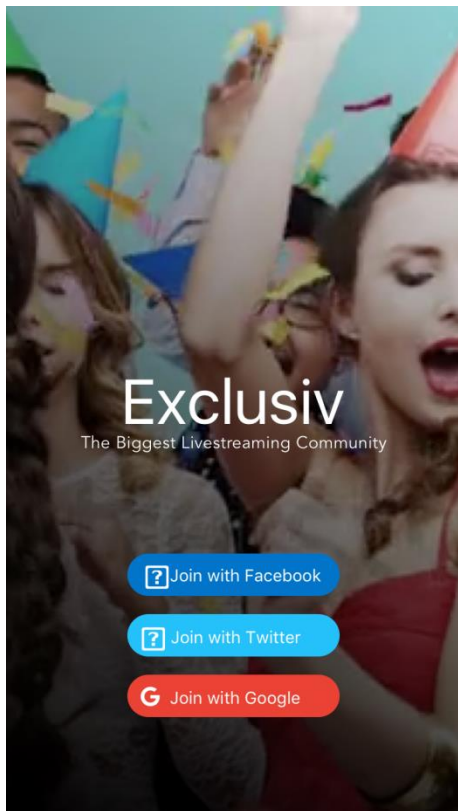 Exclusiv
The Biggest Livestreaming Community
Join with Facebook
Join with Twitter
G Join with Google